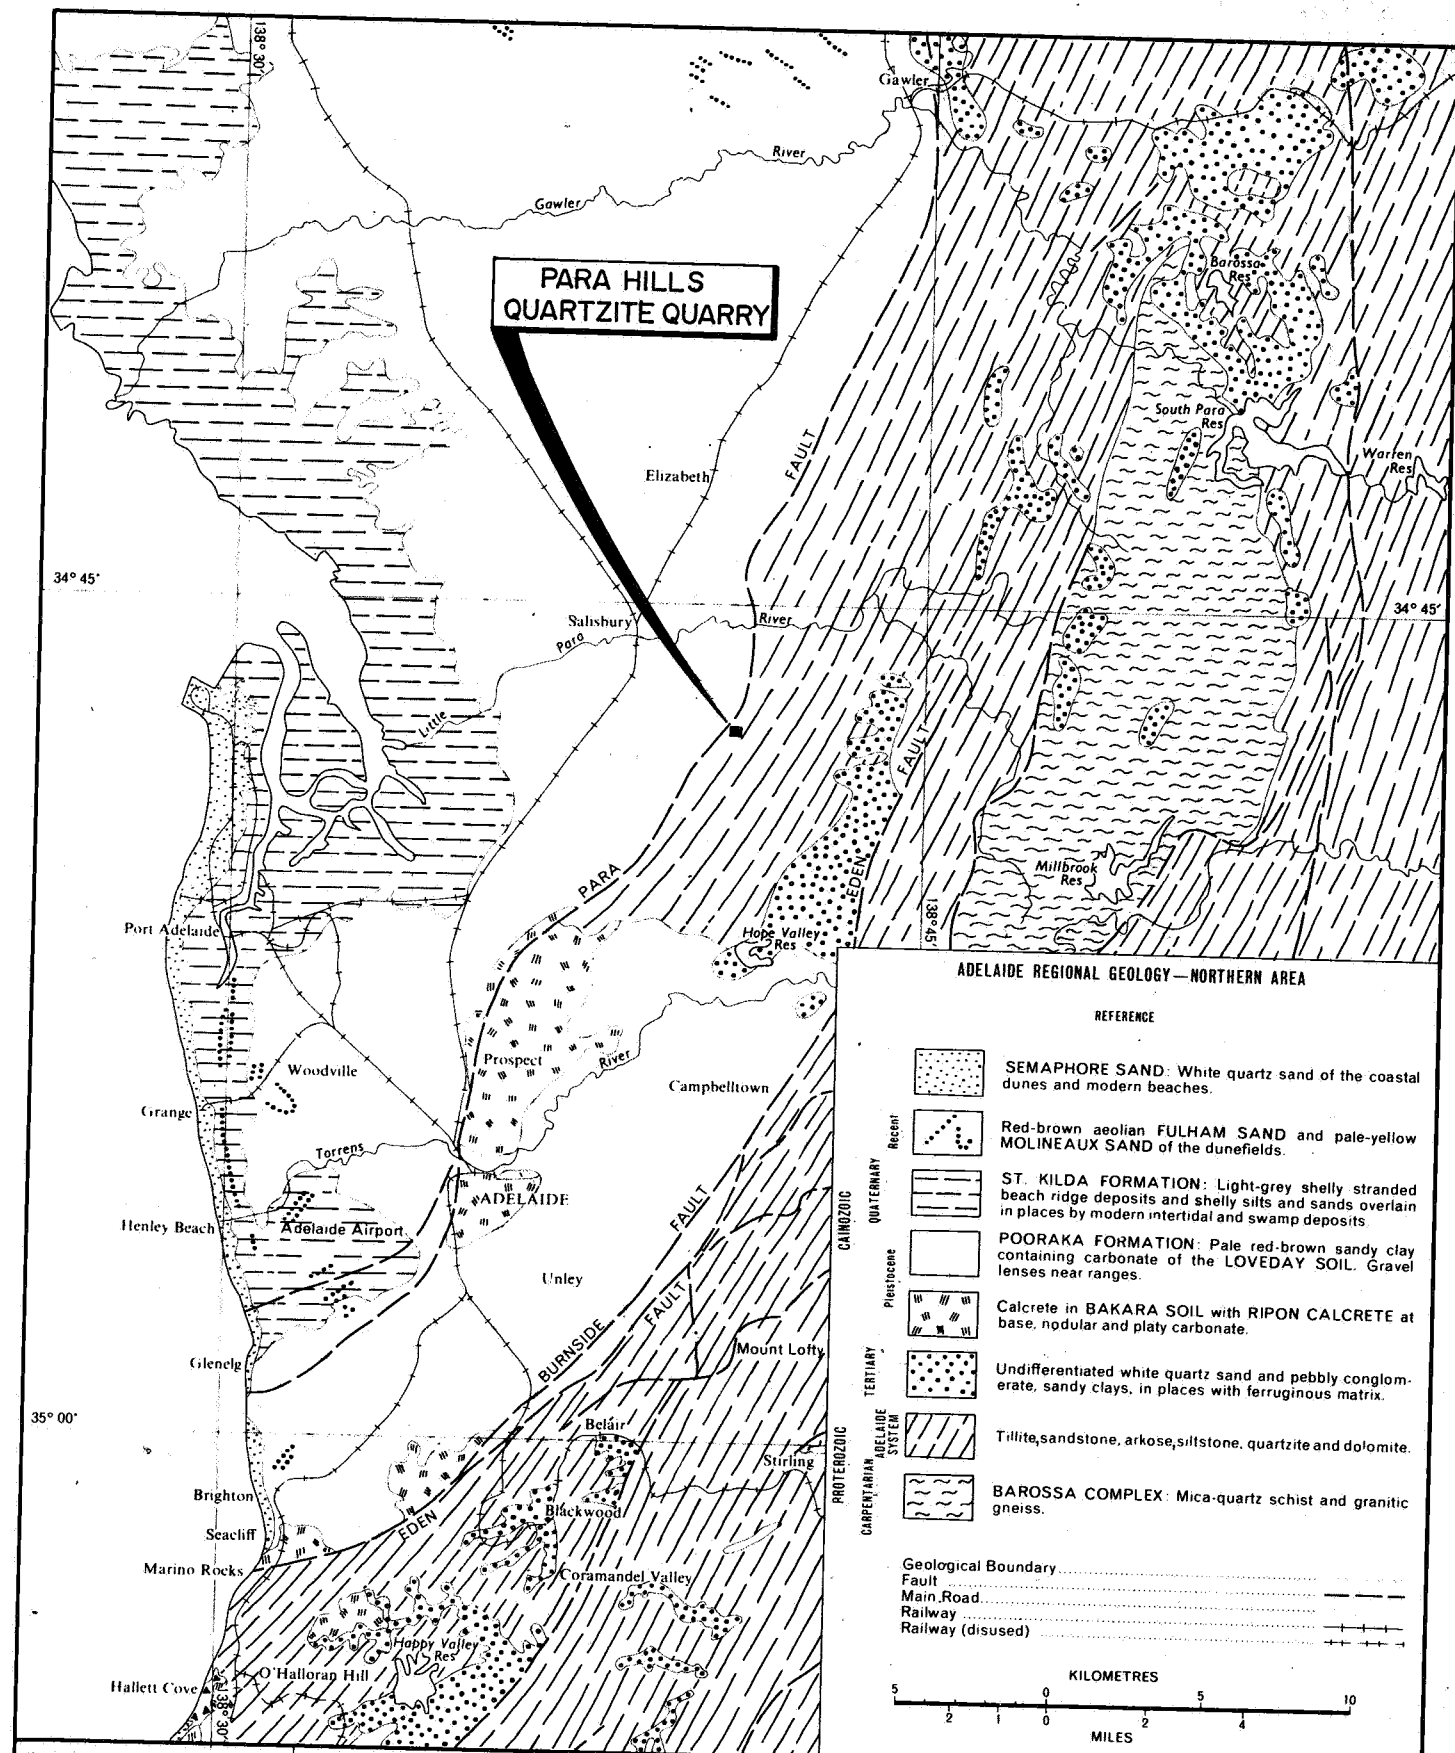 138° 30'
Gawler
River
Gawler
PARA HILLS
QUARTZITE QUARRY
Barossa
Res
South Para
Res
Warren
Res
FAULT
Elizabeth
34° 45'
34° 45'
Salisbury
River
Para
Little
FAULT
EDEN
PARA
Millbrook
Res
138° 45'
Port Adelaide
Hope Valley
Res
Prospect
River
Woodville
Campbelltown
Grange
Torrens
ADELAIDE
Henley Beach
Adelaide Airport
FAULT
Unley
FAULT
BURNSIDE
Mount Lofty
Glenelg
35° 00'
Belair
Stirling
Brighton
Blackwood
Seacliff
EDEN
Marino Rocks
Coramandel Valley
Happy Valley
Res
O'Halloran Hill
Hallett Cove
138° 30'
ADELAIDE REGIONAL GEOLOGY—NORTHERN AREA
REFERENCE
SEMAPHORE SAND: White quartz sand of the coastal
dunes and modern beaches.
Red-brown aeolian FULHAM SAND and pale-yellow
MOLINEAUX SAND of the dunefields.
ST. KILDA FORMATION: Light-grey shelly stranded
beach ridge deposits and shelly silts and sands overlain
in places by modern intertidal and swamp deposits
POORAKA FORMATION: Pale red-brown sandy clay
containing carbonate of the LOVEDAY SOIL. Gravel
lenses near ranges.
Calcrete in BAKARA SOIL with RIPON CALCRETE at
base, nodular and platy carbonate.
Undifferentiated white quartz sand and pebbly conglom-
erate, sandy clays, in places with ferruginous matrix.
Tillite, sandstone, arkose, siltstone, quartzite and dolomite.
BAROSSA COMPLEX: Mica-quartz schist and granitic
gneiss.
Recent
Pleistocene
QUATERNARY
TERTIARY
CAINOZOIC
ADELAIDE
SYSTEM
CARPENTARIAN
PROTEROZOIC
Geological Boundary
Fault
Main Road
Railway
Railway (disused)
KILOMETRES
5 0 5 10
2 1 0 2 4
MILES